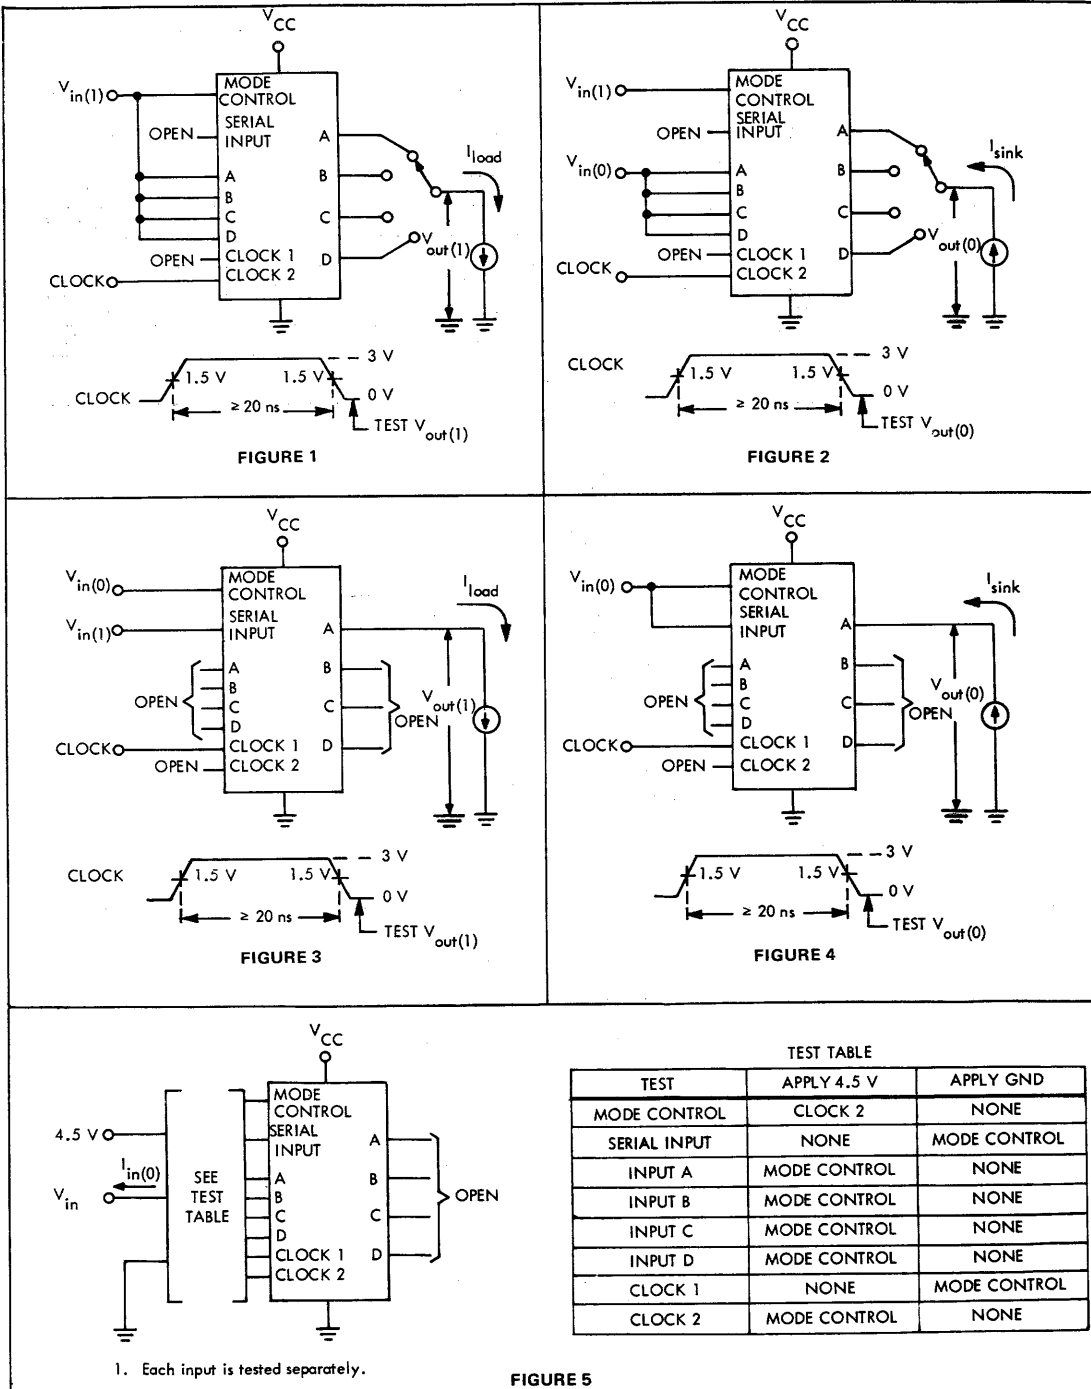 VCC
Vin(1)
MODE
CONTROL
OPEN
SERIAL
INPUT
A
B
C
D
CLOCK 1
OPEN
CLOCK
CLOCK 2
A
B
C
D
Iload
Vout(1)
CLOCK
1.5 V
1.5 V
3 V
0 V
≥ 20 ns
TEST Vout(1)
FIGURE 1
VCC
Vin(1)
MODE
CONTROL
OPEN
SERIAL
INPUT
Vin(0)
A
B
C
D
OPEN
CLOCK 1
CLOCK
CLOCK 2
A
B
C
D
Isink
Vout(0)
CLOCK
1.5 V
1.5 V
3 V
0 V
≥ 20 ns
TEST Vout(0)
FIGURE 2
VCC
Vin(0)
MODE
CONTROL
Vin(1)
SERIAL
INPUT
OPEN
A
B
C
D
CLOCK
CLOCK 1
OPEN
CLOCK 2
A
B
C
D
OPEN
Iload
Vout(1)
CLOCK
1.5 V
1.5 V
3 V
0 V
≥ 20 ns
TEST Vout(1)
FIGURE 3
VCC
Vin(0)
MODE
CONTROL
SERIAL
INPUT
OPEN
A
B
C
D
CLOCK
CLOCK 1
OPEN
CLOCK 2
A
B
C
D
OPEN
Isink
Vout(0)
1.5 V
1.5 V
3 V
0 V
≥ 20 ns
TEST Vout(0)
FIGURE 4
VCC
4.5 V
Iin(0)
Vin
SEE
TEST
TABLE
MODE
CONTROL
SERIAL
INPUT
A
B
C
D
CLOCK 1
CLOCK 2
A
B
C
D
OPEN
1. Each input is tested separately.
TEST TABLE
TEST APPLY 4.5 V APPLY GND
MODE CONTROL CLOCK 2 NONE
SERIAL INPUT NONE MODE CONTROL
INPUT A MODE CONTROL NONE
INPUT B MODE CONTROL NONE
INPUT C MODE CONTROL NONE
INPUT D MODE CONTROL NONE
CLOCK 1 NONE MODE CONTROL
CLOCK 2 MODE CONTROL NONE
FIGURE 5